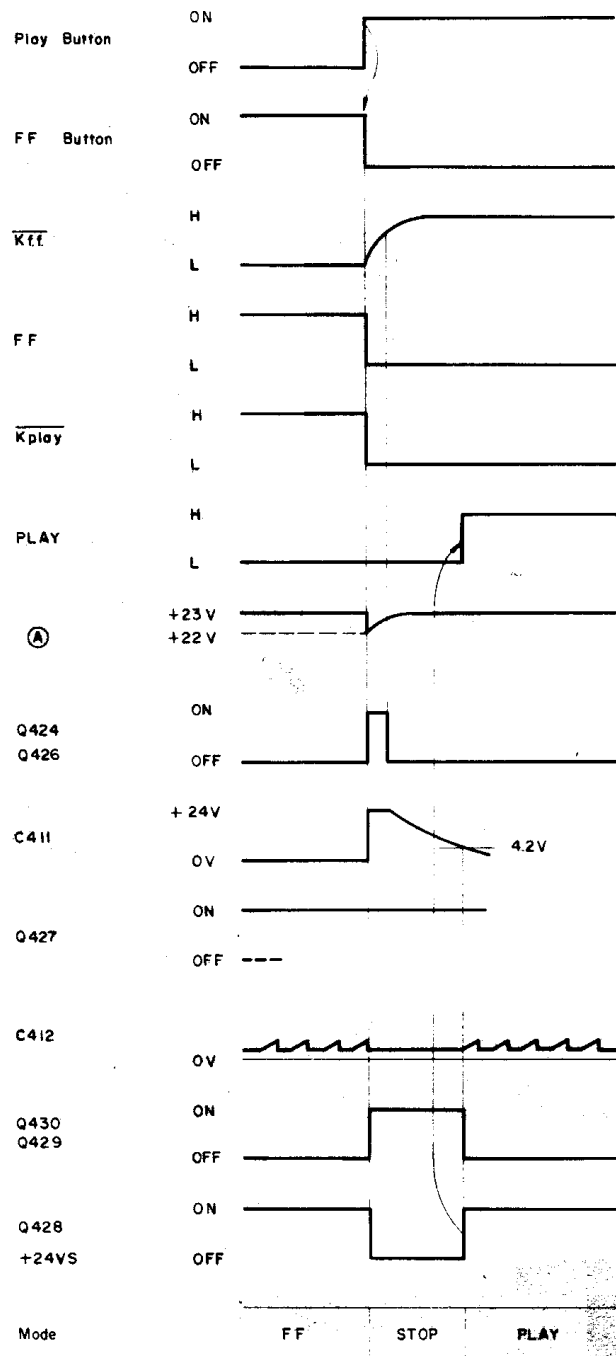 Play Button ON
OFF
FF Button ON
OFF
Kff H
L
FF H
L
Kplay H
L
PLAY H
L
A +23V
+22V
Q424 ON
Q426 OFF
C411 +24V
0V
4.2V
Q427 ON
OFF
C412
0V
Q430 ON
Q429 OFF
Q428 ON
+24VS OFF
Mode FF STOP PLAY